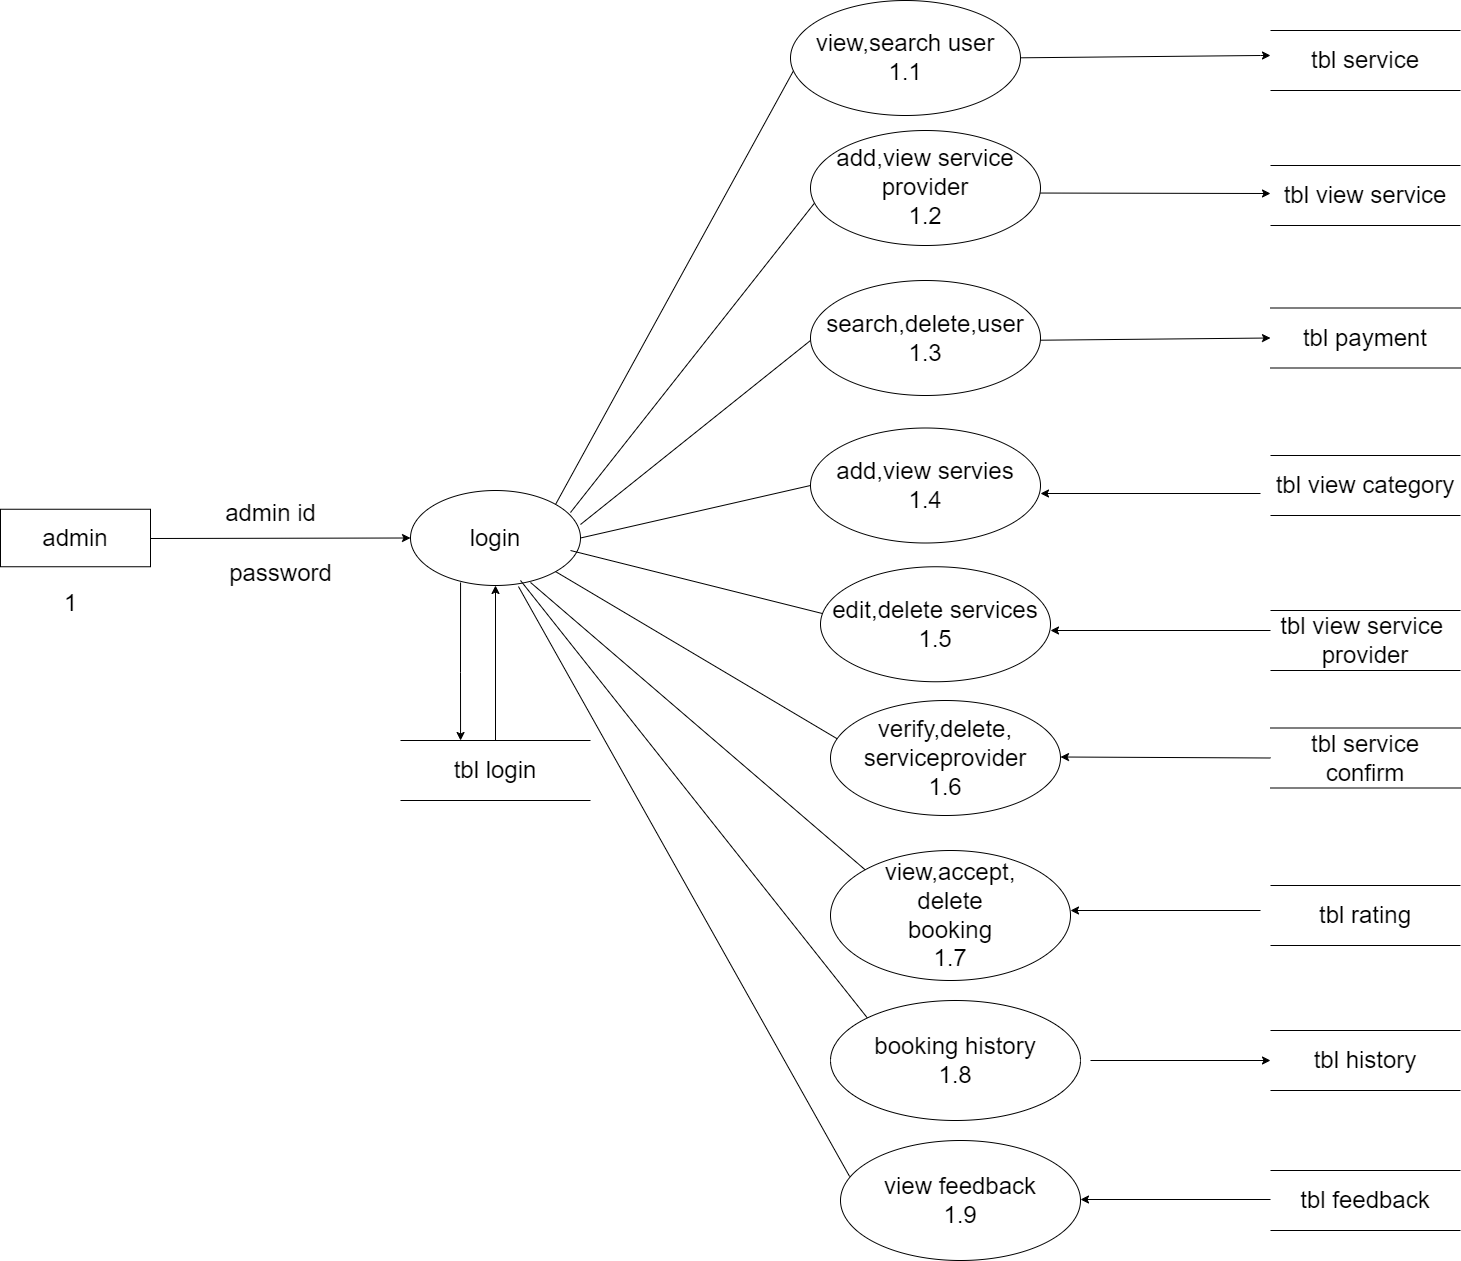 view,search user
1.1
tbl service
add,view service
provider
1.2
tbl view service
search,delete,user
1.3
tbl payment
add,view servies
1.4
tbl view category
admin
1
admin id
password
login
edit,delete services
1.5
tbl view service
provider
verify,delete,
serviceprovider
1.6
tbl service
confirm
tbl login
view,accept,
delete
booking
1.7
tbl rating
booking history
1.8
tbl history
view feedback
1.9
tbl feedback